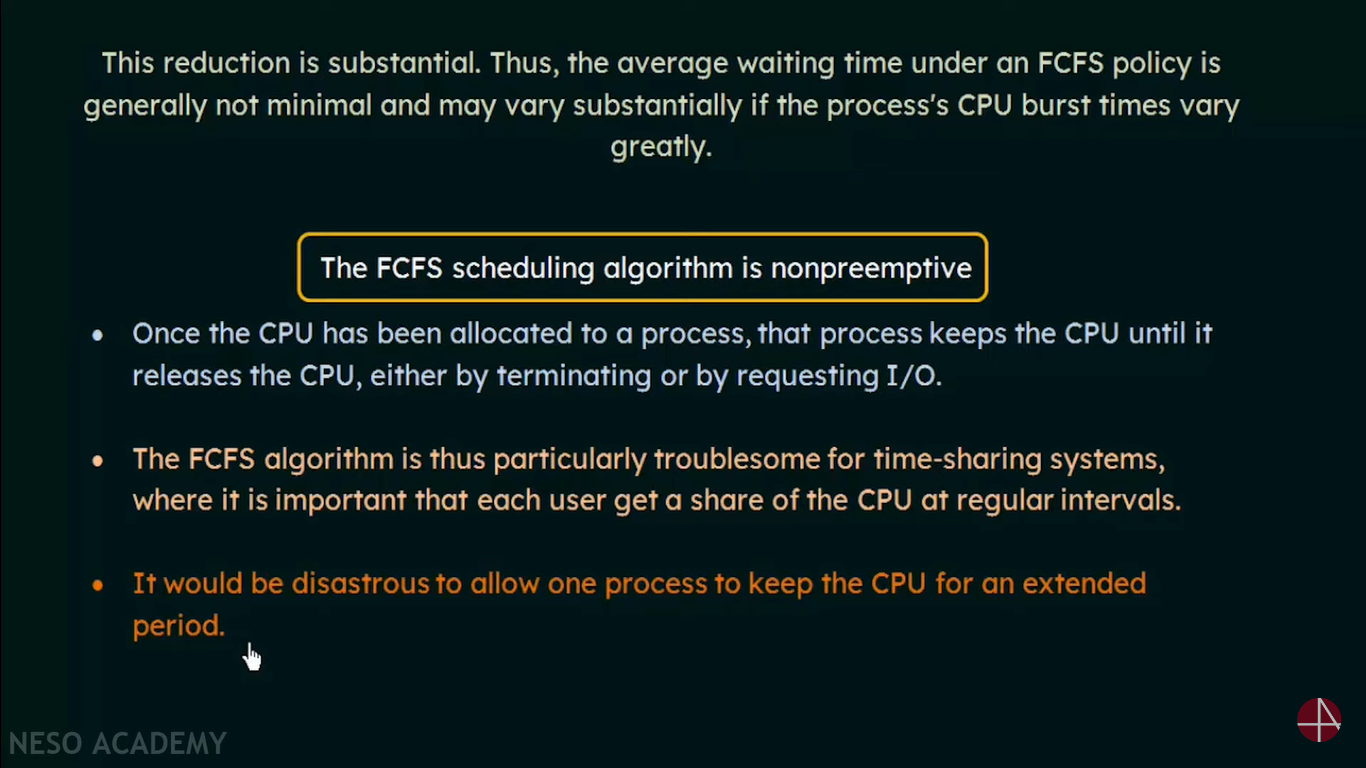 This reduction is substantial. Thus, the average waiting time under an FCFS policy is
generally not minimal and may vary substantially if the process's CPU burst times vary
greatly.
The FCFS scheduling algorithm is nonpreemptive
• Once the CPU has been allocated to a process, that process keeps the CPU until it
releases the CPU, either by terminating or by requesting I/O.
• The FCFS algorithm is thus particularly troublesome for time-sharing systems,
where it is important that each user get a share of the CPU at regular intervals.
• It would be disastrous to allow one process to keep the CPU for an extended
period.
NESO ACADEMY